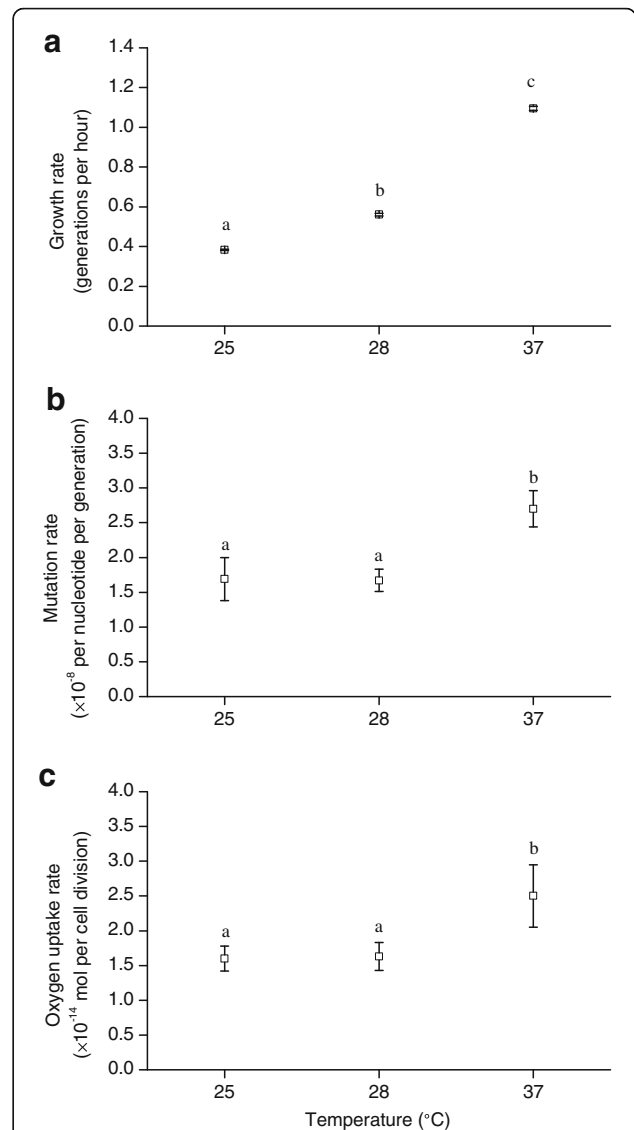 a
Growth rate
(generations per hour)
1.4
1.2
1.0
0.8
0.6
0.4
0.2
0.0
a
b
c
25 28 37
b
Mutation rate
(×10⁻⁸ per nucleotide per generation)
4.0
3.5
3.0
2.5
2.0
1.5
1.0
0.5
0.0
a
a
b
25 28 37
c
Oxygen uptake rate
(×10⁻¹⁴ mol per cell division)
4.0
3.5
3.0
2.5
2.0
1.5
1.0
0.5
0.0
a
a
b
25 28 37
Temperature (°C)